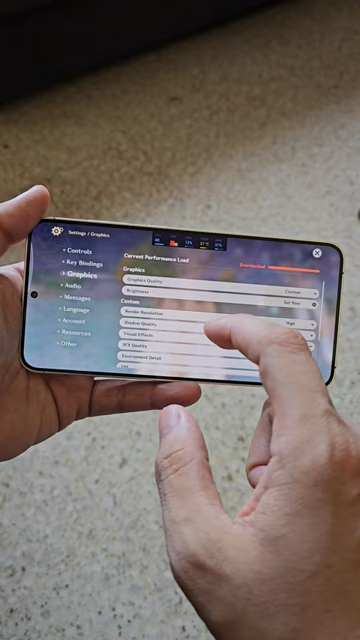 Settings / Graphics
Controls
Key Bindings
Graphics
Audio
Messages
Language
Account
Resources
Other
Current Performance Load
Overclocked
Graphics
Graphics Quality
Custom
Brightness
Set Now
Custom
Render Resolution
Shadow Quality
High
Visual Effects
SFX Quality
Environment Detail